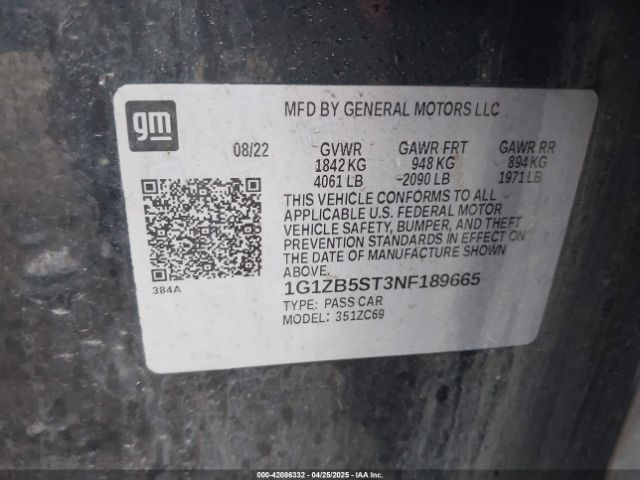 gm
MFD BY GENERAL MOTORS LLC
08/22 GVWR GAWR FRT GAWR RR
1842 KG 948 KG 894 KG
4061 LB 2090 LB 1971 LB
THIS VEHICLE CONFORMS TO ALL
APPLICABLE U.S. FEDERAL MOTOR
VEHICLE SAFETY, BUMPER, AND THEFT
PREVENTION STANDARDS IN EFFECT ON
THE DATE OF MANUFACTURE SHOWN
ABOVE.
384A
1G1ZB5ST3NF189665
TYPE: PASS CAR
MODEL: 351ZC69
000-42086332 - 04/25/2025 - IAAI.COM